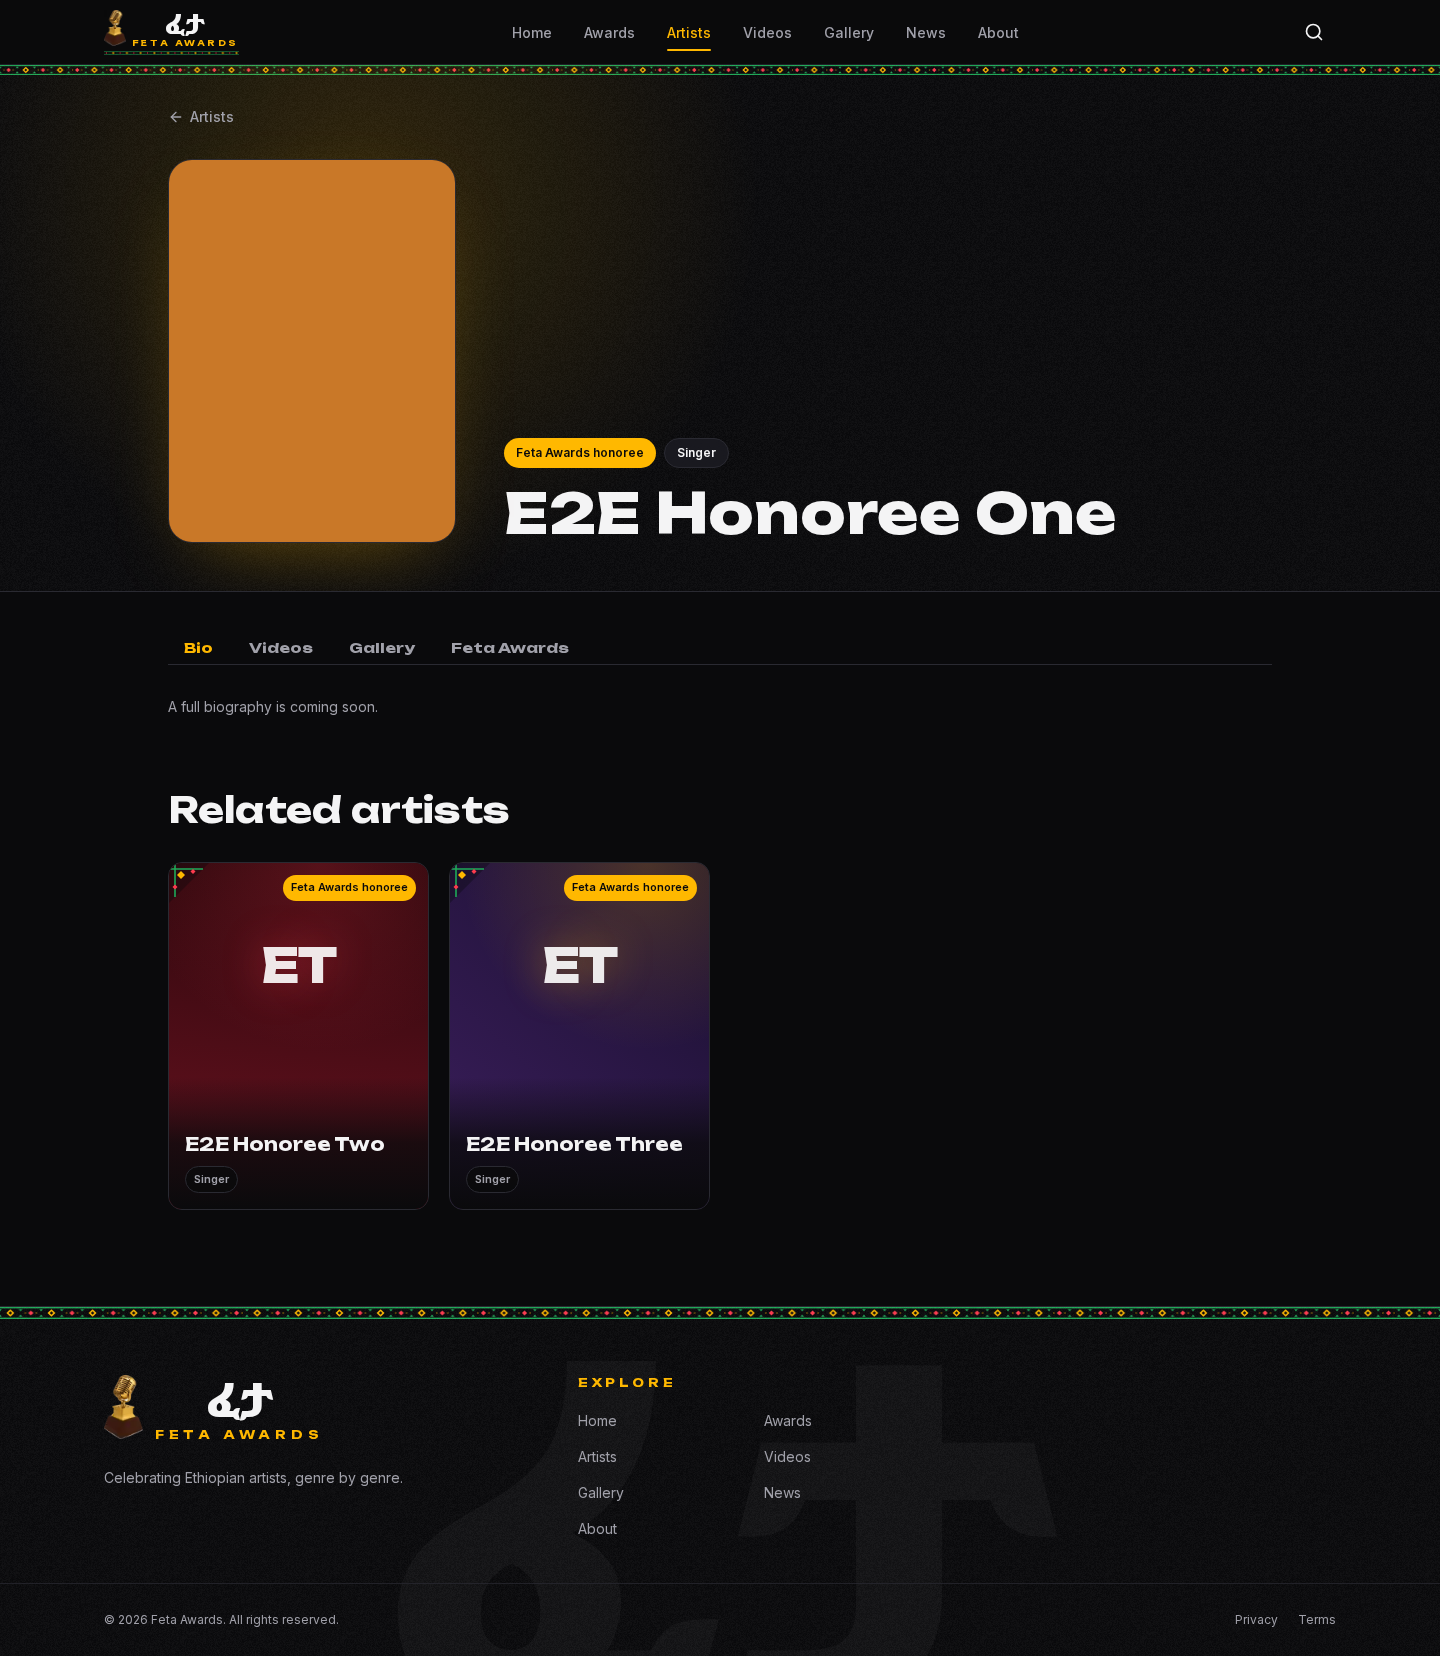 ፈታ
FETA AWARDS
Home Awards Artists Videos Gallery News About
Artists
Feta Awards honoree Singer
E2E Honoree One
Bio Videos Gallery Feta Awards
A full biography is coming soon.
Related artists
Feta Awards honoree
ET
E2E Honoree Two
Singer
Feta Awards honoree
ET
E2E Honoree Three
Singer
ፈታ
FETA AWARDS
Celebrating Ethiopian artists, genre by genre.
EXPLORE
Home Awards
Artists Videos
Gallery News
About
ፈታ
© 2026 Feta Awards. All rights reserved.
Privacy Terms